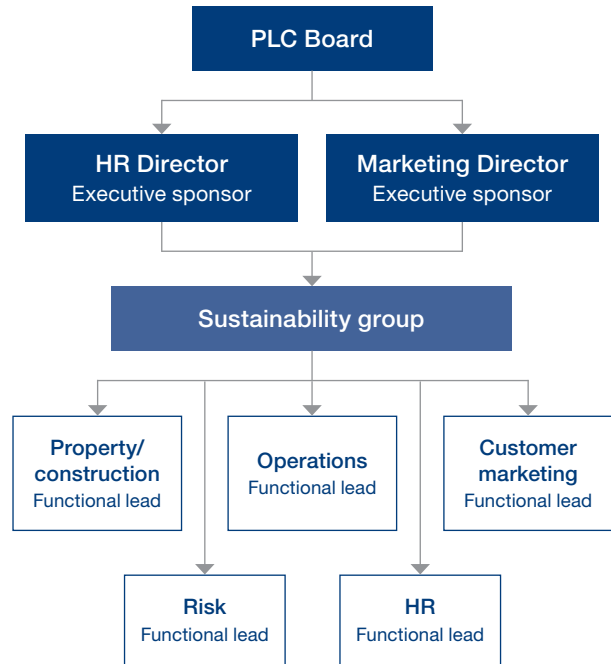 PLC Board
HR Director
Executive sponsor
Marketing Director
Executive sponsor
Sustainability group
Property/
construction
Functional lead
Operations
Functional lead
Customer
marketing
Functional lead
Risk
Functional lead
HR
Functional lead